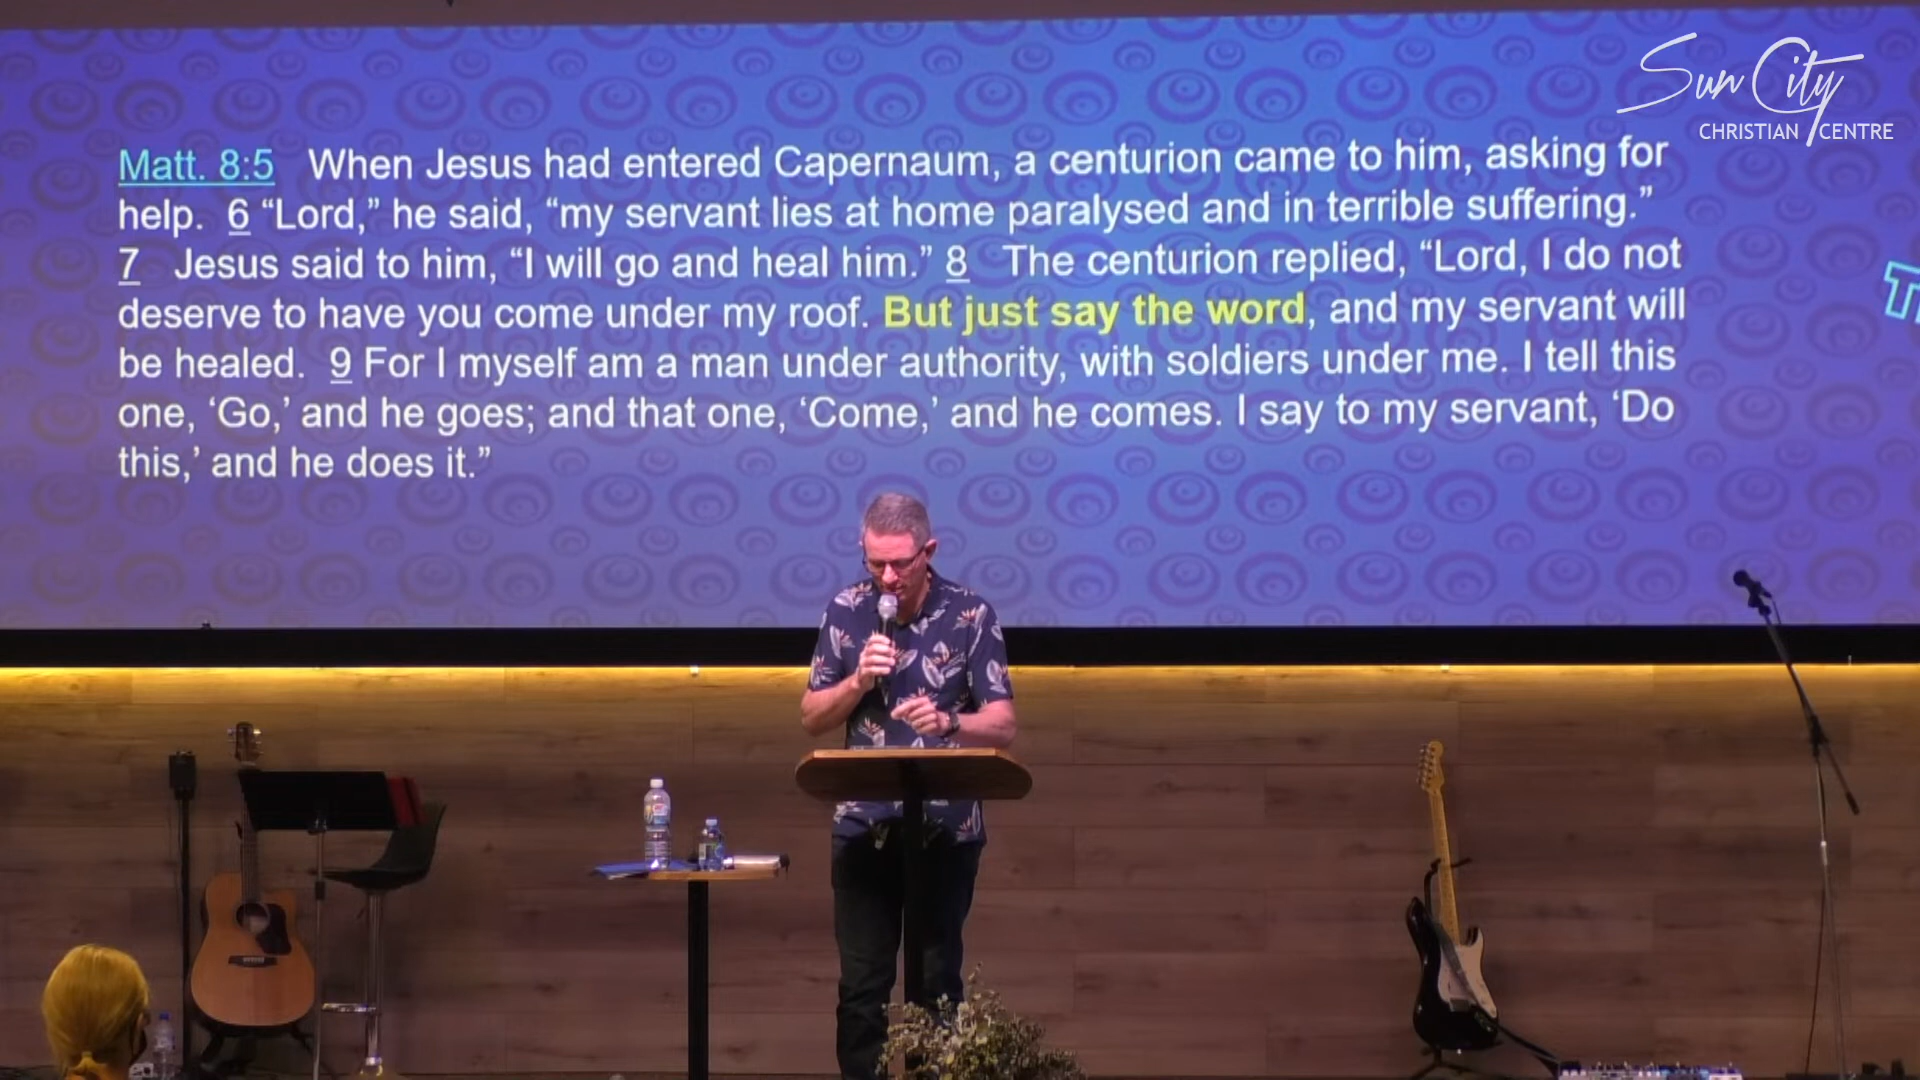 Sun City
CHRISTIAN CENTRE
Matt. 8:5 When Jesus had entered Capernaum, a centurion came to him, asking for
help. 6 “Lord,” he said, “my servant lies at home paralysed and in terrible suffering.”
7 Jesus said to him, “I will go and heal him.” 8 The centurion replied, “Lord, I do not
deserve to have you come under my roof. But just say the word, and my servant will
be healed. 9 For I myself am a man under authority, with soldiers under me. I tell this
one, ‘Go,’ and he goes; and that one, ‘Come,’ and he comes. I say to my servant, ‘Do
this,’ and he does it.”